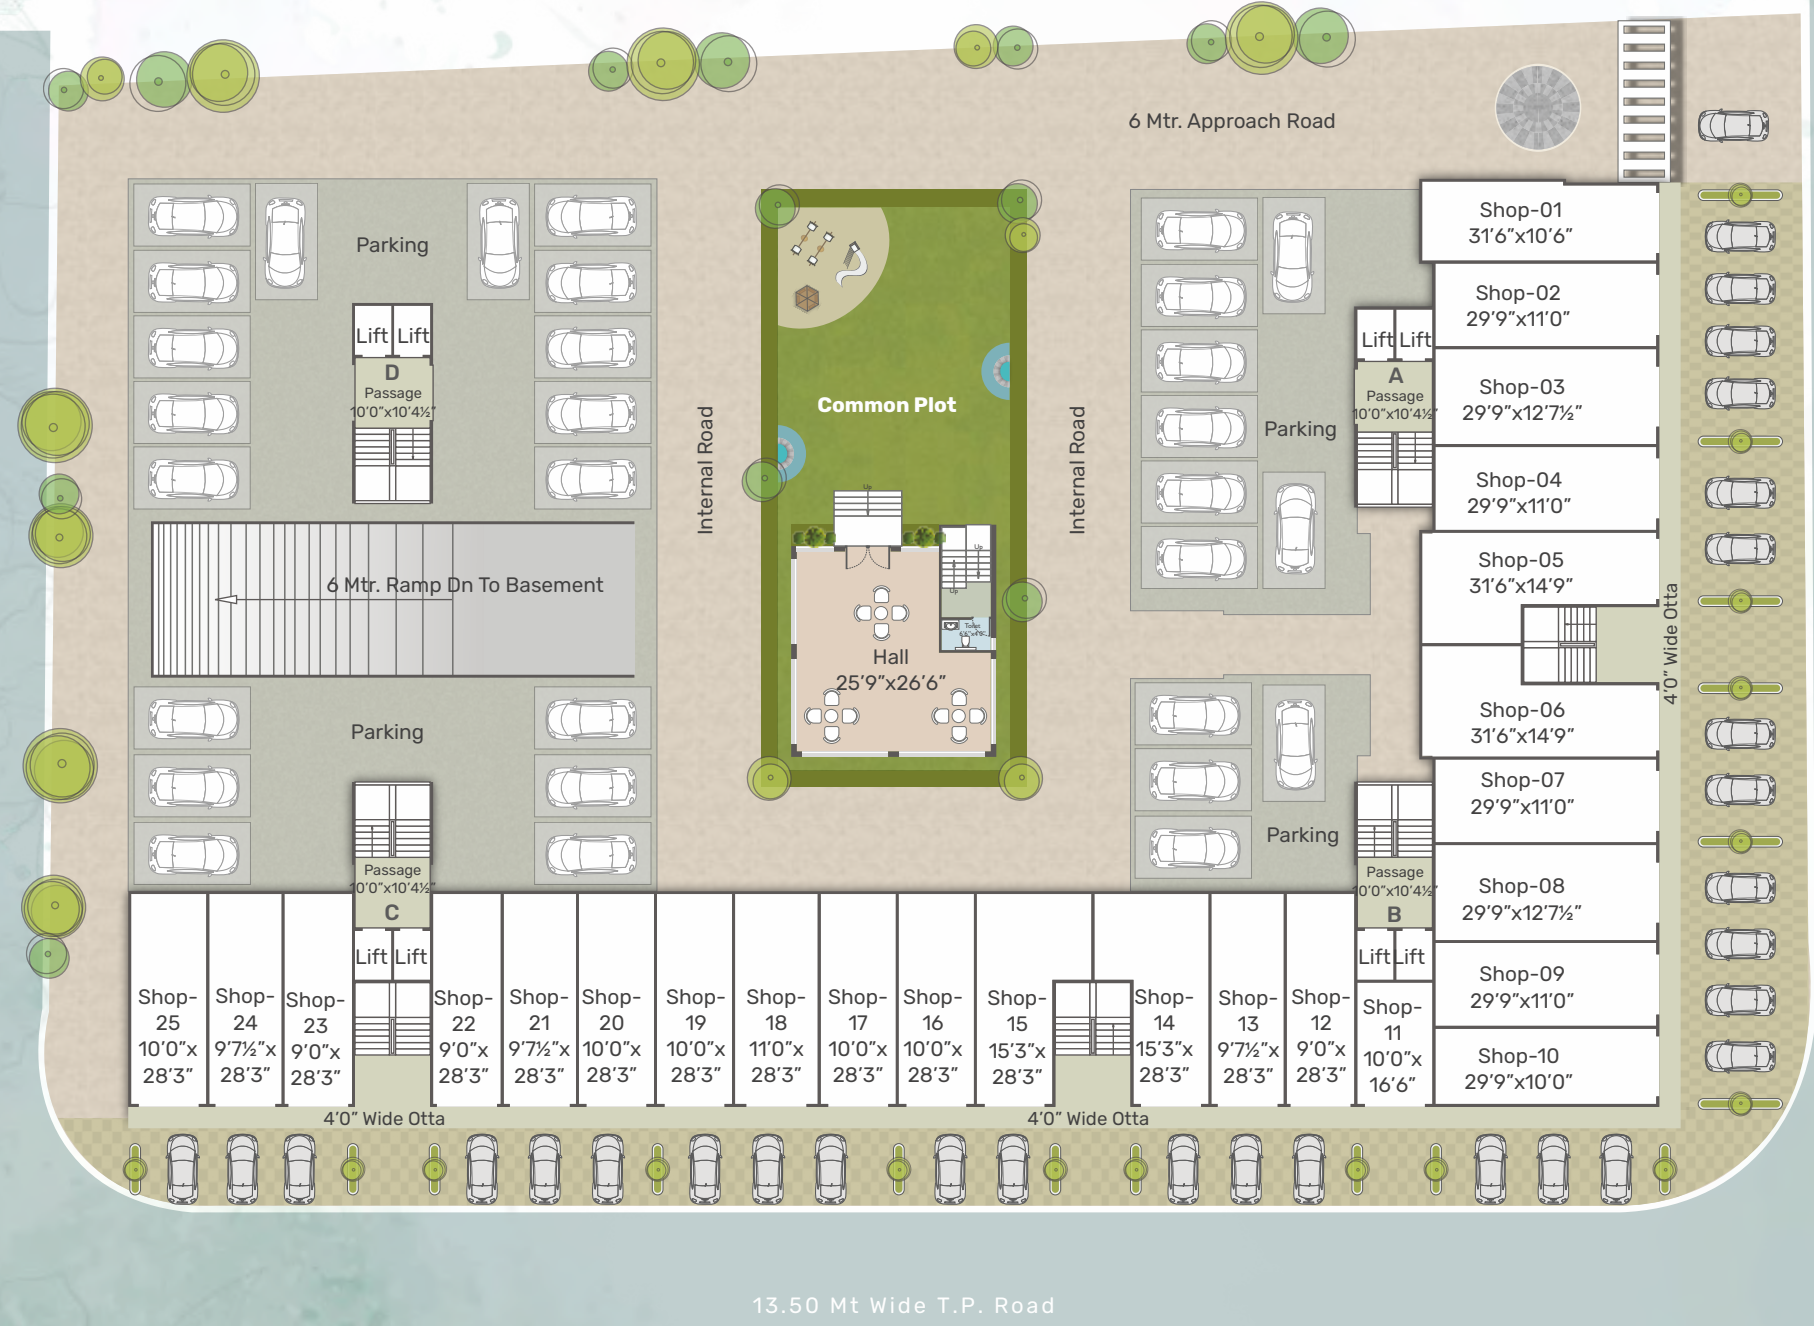 6 Mtr. Approach Road
Parking
Lift
Lift
D
Passage
10'0"x10'4½"
6 Mtr. Ramp Dn To Basement
Parking
Passage
10'0"x10'4½"
C
Lift
Lift
Internal Road
Common Plot
Up
Up
Up
Toilet
Hall
25'9"x26'6"
Internal Road
Parking
Lift
Lift
A
Passage
10'0"x10'4½"
Parking
Passage
10'0"x10'4½"
B
Lift
Lift
Shop-01
31'6"x10'6"
Shop-02
29'9"x11'0"
Shop-03
29'9"x12'7½"
Shop-04
29'9"x11'0"
Shop-05
31'6"x14'9"
Shop-06
31'6"x14'9"
Shop-07
29'9"x11'0"
Shop-08
29'9"x12'7½"
Shop-09
29'9"x11'0"
Shop-10
29'9"x10'0"
4'0" Wide Otta
Shop-
25
10'0"x
28'3"
Shop-
24
9'7½"x
28'3"
Shop-
23
9'0"x
28'3"
Shop-
22
9'0"x
28'3"
Shop-
21
9'7½"x
28'3"
Shop-
20
10'0"x
28'3"
Shop-
19
10'0"x
28'3"
Shop-
18
11'0"x
28'3"
Shop-
17
10'0"x
28'3"
Shop-
16
10'0"x
28'3"
Shop-
15
15'3"x
28'3"
Shop-
14
15'3"x
28'3"
Shop-
13
9'7½"x
28'3"
Shop-
12
9'0"x
28'3"
Shop-
11
10'0"x
16'6"
4'0" Wide Otta
4'0" Wide Otta
13.50 Mt Wide T.P. Road